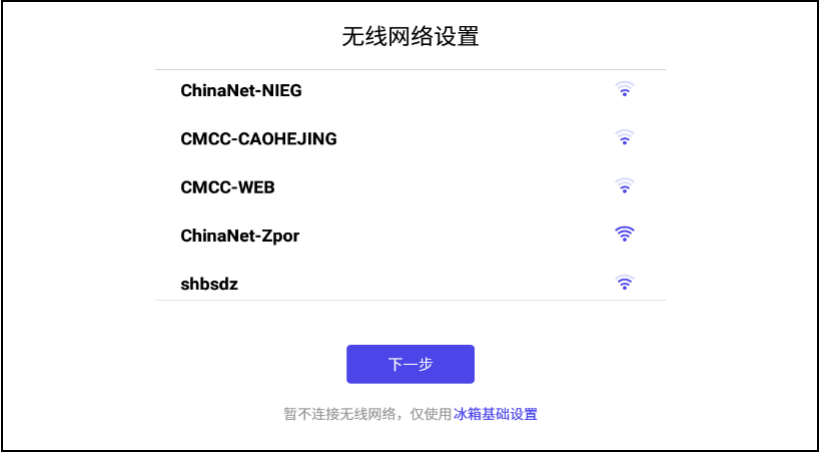 无线网络设置
ChinaNet-NIEG
CMCC-CAOHEJING
CMCC-WEB
ChinaNet-Zpor
shbsdz
下一步
暂不连接无线网络，仅使用冰箱基础设置